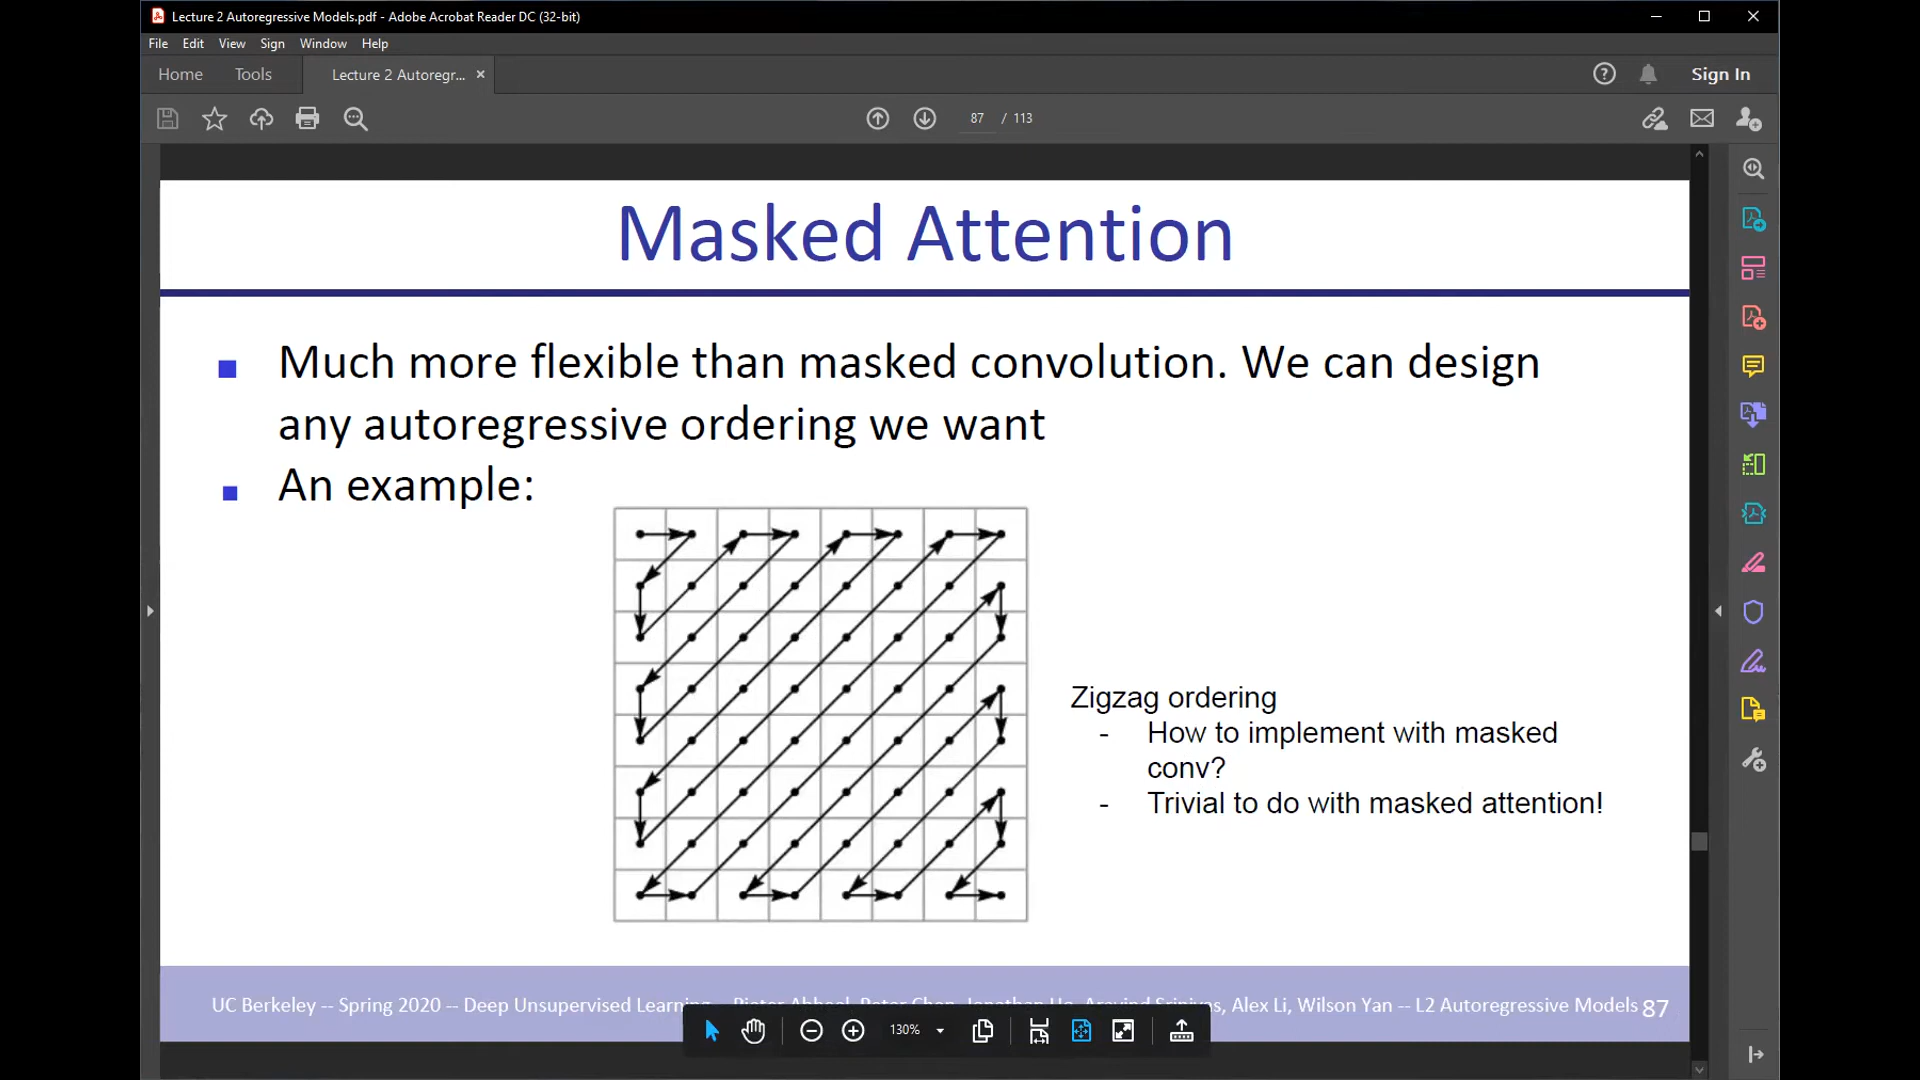 Lecture 2 Autoregressive Models.pdf - Adobe Acrobat Reader DC (32-bit)
File Edit View Sign Window Help
Home Tools Lecture 2 Autoregr... ×
Sign In
87 / 113
Masked Attention
Much more flexible than masked convolution. We can design
any autoregressive ordering we want
An example:
Zigzag ordering
- How to implement with masked
conv?
- Trivial to do with masked attention!
UC Berkeley -- Spring 2020 -- Deep Unsupervised Learning Alex Li, Wilson Yan -- L2 Autoregressive Models 87
130%